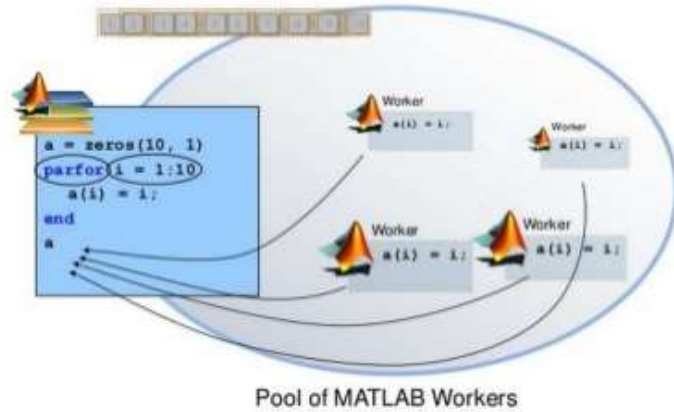 a = zeros(10, 1)
parfor i = 1:10
a(i) = i;
end
a
Worker
a(i) = i;
Worker
a(i) = i;
Worker
a(i) = i;
Worker
a(i) = i;
Pool of MATLAB Workers